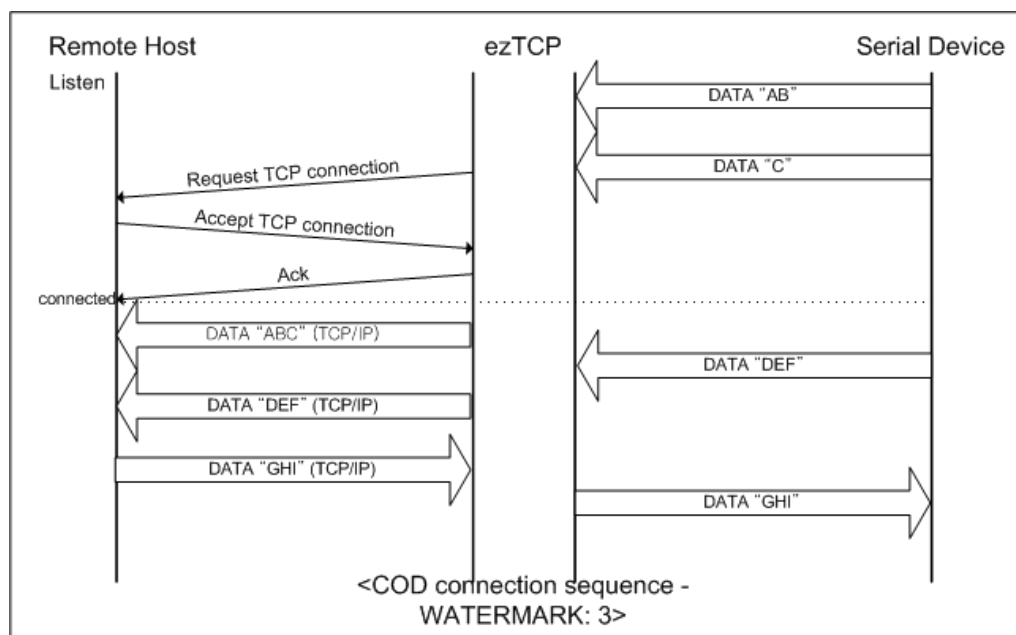 Remote Host
ezTCP
Serial Device
Listen
DATA “AB”
DATA “C”
Request TCP connection
Accept TCP connection
Ack
connected
DATA “ABC” (TCP/IP)
DATA “DEF”
DATA “DEF” (TCP/IP)
DATA “GHI” (TCP/IP)
DATA “GHI”
<COD connection sequence -
WATERMARK: 3>